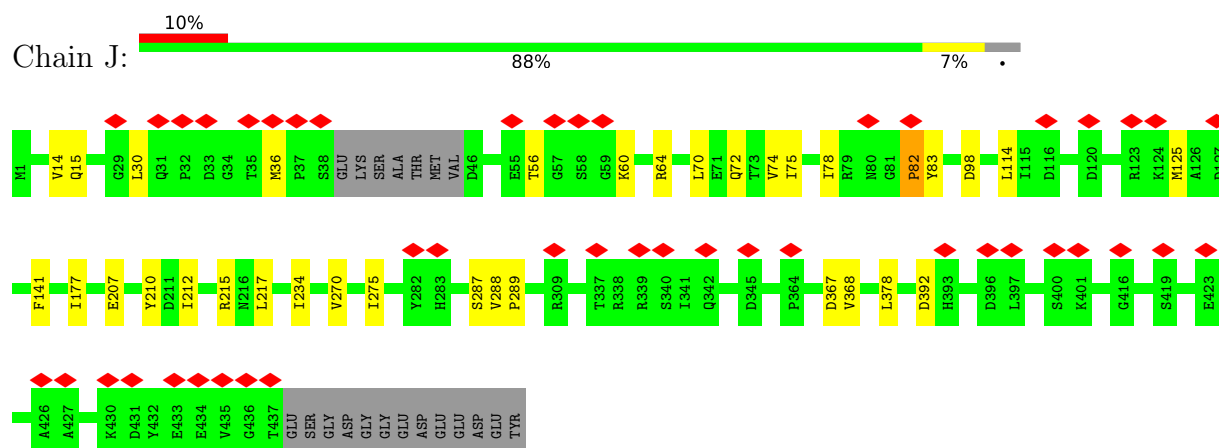 10%
Chain J:
88% 7% •
M1 V14 Q15 G29 L30 Q31 P32 D33 G34 T35 M36 P37 S38 GLU LYS SER ALA THR MET VAL D46 E55 T56 G57 S58 G59 K60 R64 L70 E71 Q72 T73 V74 I75 I78 R79 N80 G81 P82 Y83 D98 L114 I115 D116 D120 R123 K124 M125 A126 D127
F141 I177 E207 Y210 D211 I212 R215 N216 L217 I234 V270 I275 Y282 H283 S287 V288 P289 R309 T337 R338 R339 S340 I341 Q342 D345 P364 D367 V368 L378 D392 H393 D396 L397 S400 K401 G416 S419 E423
A426 A427 K430 D431 Y432 E433 E434 V435 G436 T437 GLU SER GLY ASP GLY GLY GLU ASP GLU GLU ASP GLU TYR